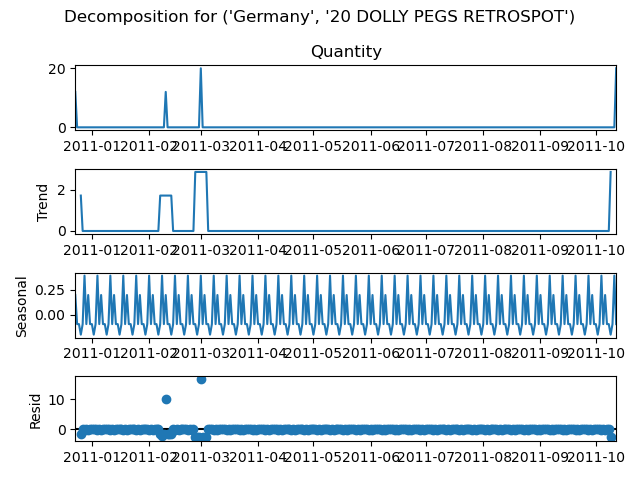 Decomposition for ('Germany', '20 DOLLY PEGS RETROSPOT')
Quantity
20
0
2011-01 2011-02 2011-03 2011-04 2011-05 2011-06 2011-07 2011-08 2011-09 2011-10
Trend
2
0
2011-01 2011-02 2011-03 2011-04 2011-05 2011-06 2011-07 2011-08 2011-09 2011-10
Seasonal
0.25
0.00
2011-01 2011-02 2011-03 2011-04 2011-05 2011-06 2011-07 2011-08 2011-09 2011-10
Resid
10
0
2011-01 2011-02 2011-03 2011-04 2011-05 2011-06 2011-07 2011-08 2011-09 2011-10